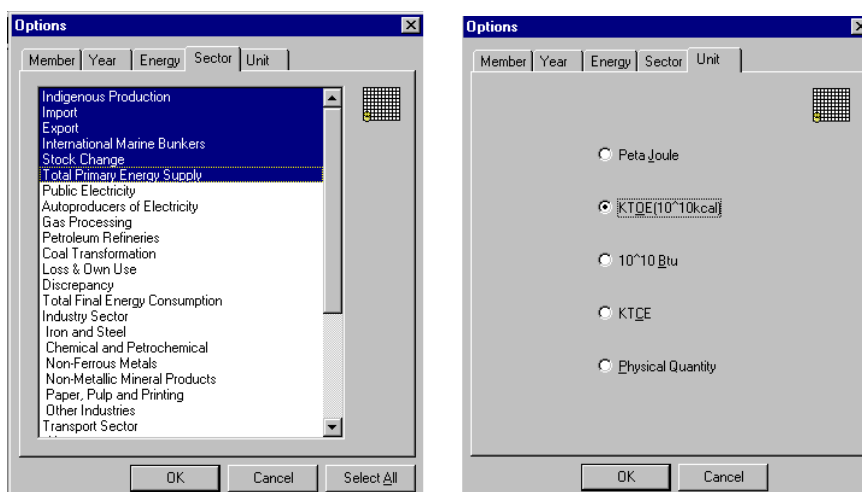 Options
Member Year Energy Sector Unit
Indigenous Production
Import
Export
International Marine Bunkers
Stock Change
Total Primary Energy Supply
Public Electricity
Autoproducers of Electricity
Gas Processing
Petroleum Refineries
Coal Transformation
Loss & Own Use
Discrepancy
Total Final Energy Consumption
Industry Sector
Iron and Steel
Chemical and Petrochemical
Non-Ferrous Metals
Non-Metallic Mineral Products
Paper, Pulp and Printing
Other Industries
Transport Sector
OK Cancel Select All
Options
Member Year Energy Sector Unit
Peta Joule
KTOE(10^10kcal)
10^10 Btu
KTCE
Physical Quantity
OK Cancel